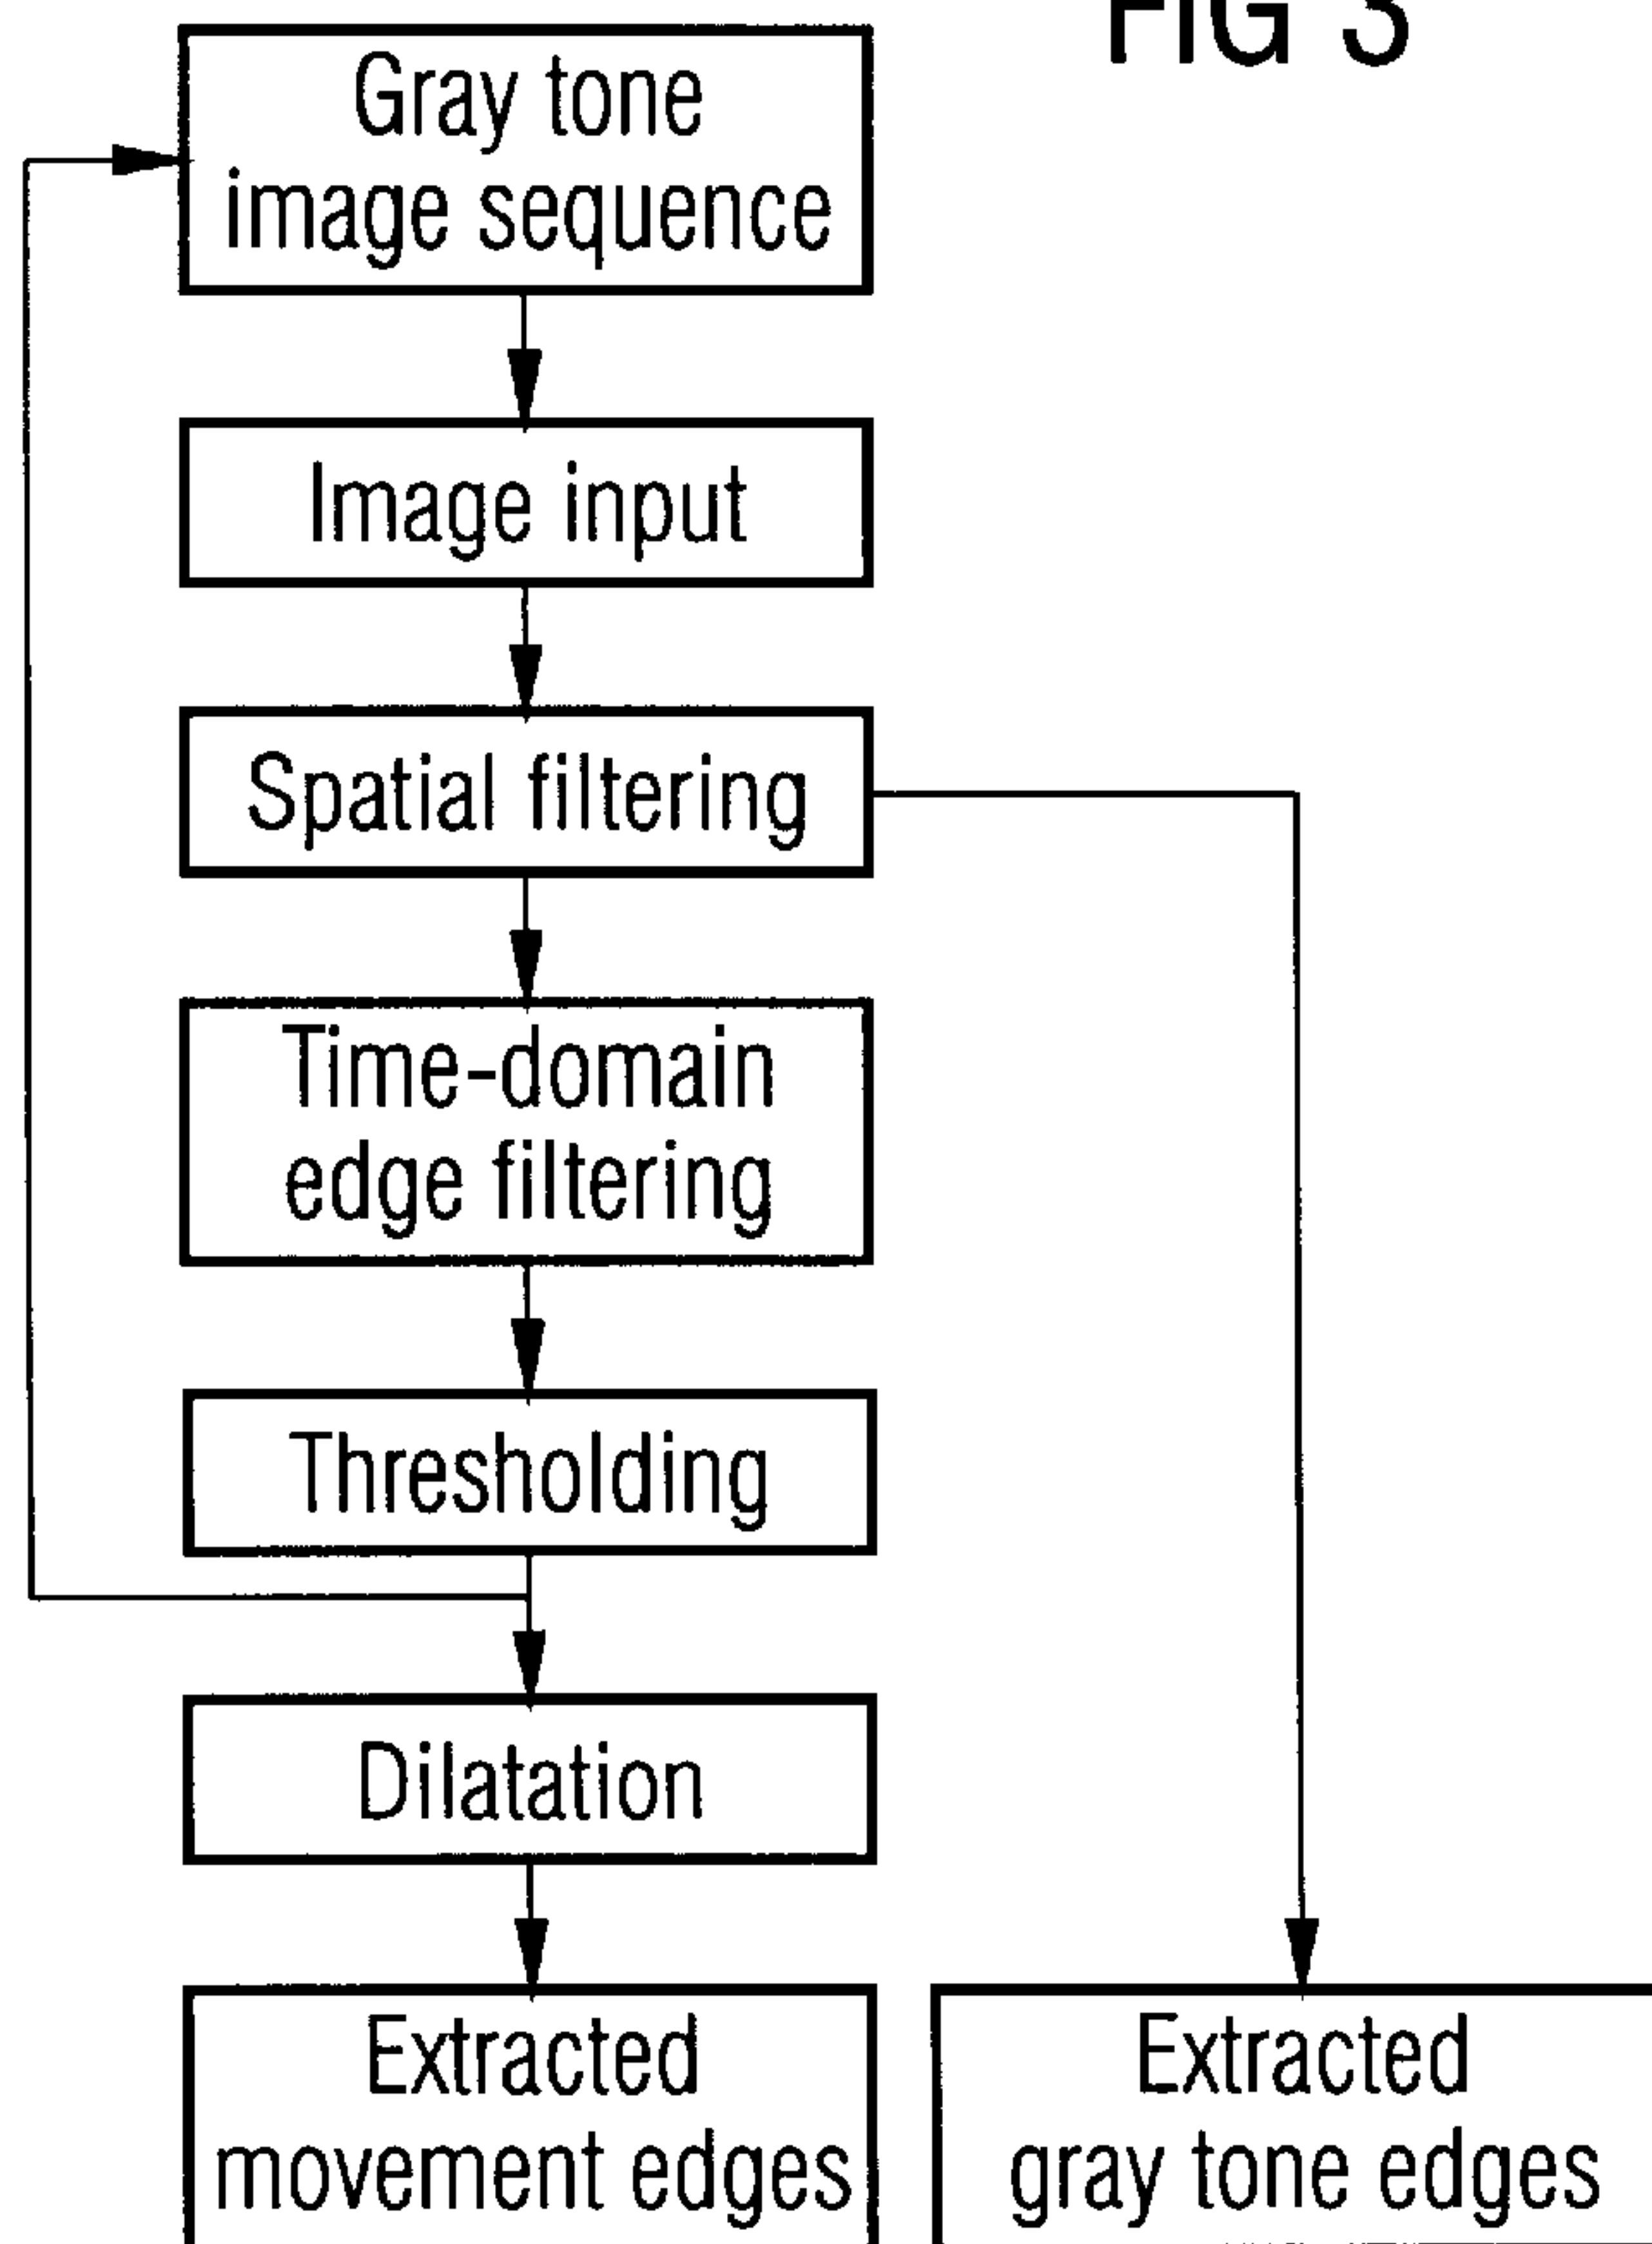 FIG 3
Gray tone
image sequence
Image input
Spatial filtering
Time-domain
edge filtering
Thresholding
Dilatation
Extracted
movement edges
Extracted
gray tone edges